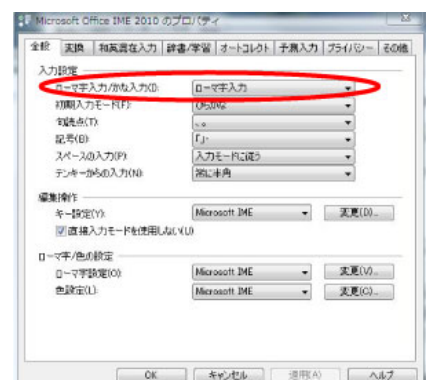 Microsoft Office IME 2010 のプロパティ
全般 変換 和英混在入力 辞書/学習 オートコレクト 予測入力 プライバシー その他
入力設定
ローマ字入力/かな入力(I): ローマ字入力
初期入力モード(F): ひらがな
句読点(T): 、。
記号(B): 「」・
スペースの入力(P): 入力モードに従う
テンキーからの入力(N): 常に半角
編集操作
キー設定(Y): Microsoft IME 変更(D)...
直接入力モードを使用しない(U)
ローマ字/色の設定
ローマ字設定(O): Microsoft IME 変更(V)...
色設定(L): Microsoft IME 変更(C)...
OK キャンセル 適用(A) ヘルプ